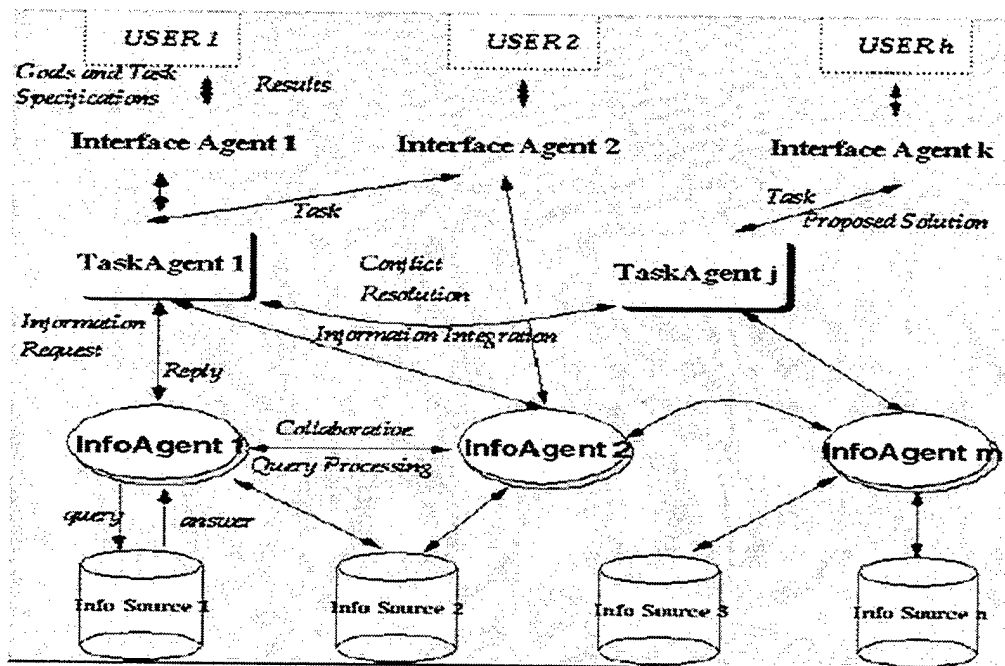 USER 1
USER 2
USER h
Goals and Task
Specifications
Results
Interface Agent 1
Interface Agent 2
Interface Agent k
Task
Task
Proposed Solution
TaskAgent 1
Conflict
Resolution
TaskAgent j
Information
Request
Information Integration
Reply
InfoAgent 1
Collaborative
Query Processing
InfoAgent 2
InfoAgent m
query
answer
Info Source 1
Info Source 2
Info Source 3
Info Source n